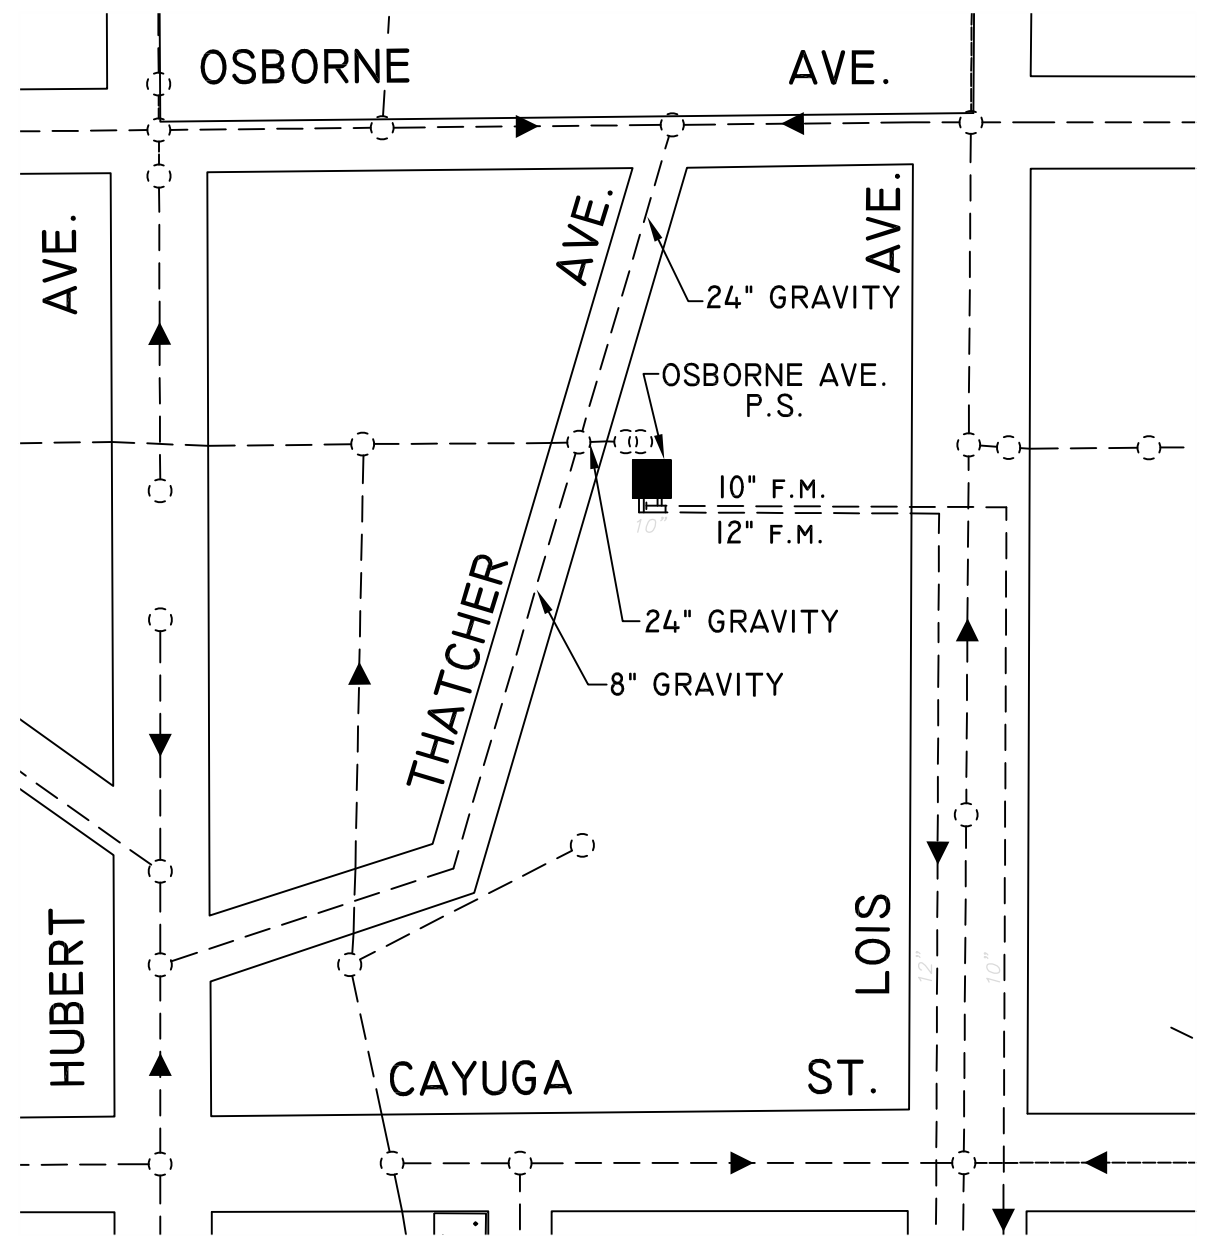 OSBORNE AVE.
AVE.
AVE.
AVE.
24" GRAVITY
OSBORNE AVE.
P.S.
10" F.M.
10"
12" F.M.
THATCHER
24" GRAVITY
8" GRAVITY
HUBERT
LOIS
12"
10"
CAYUGA ST.